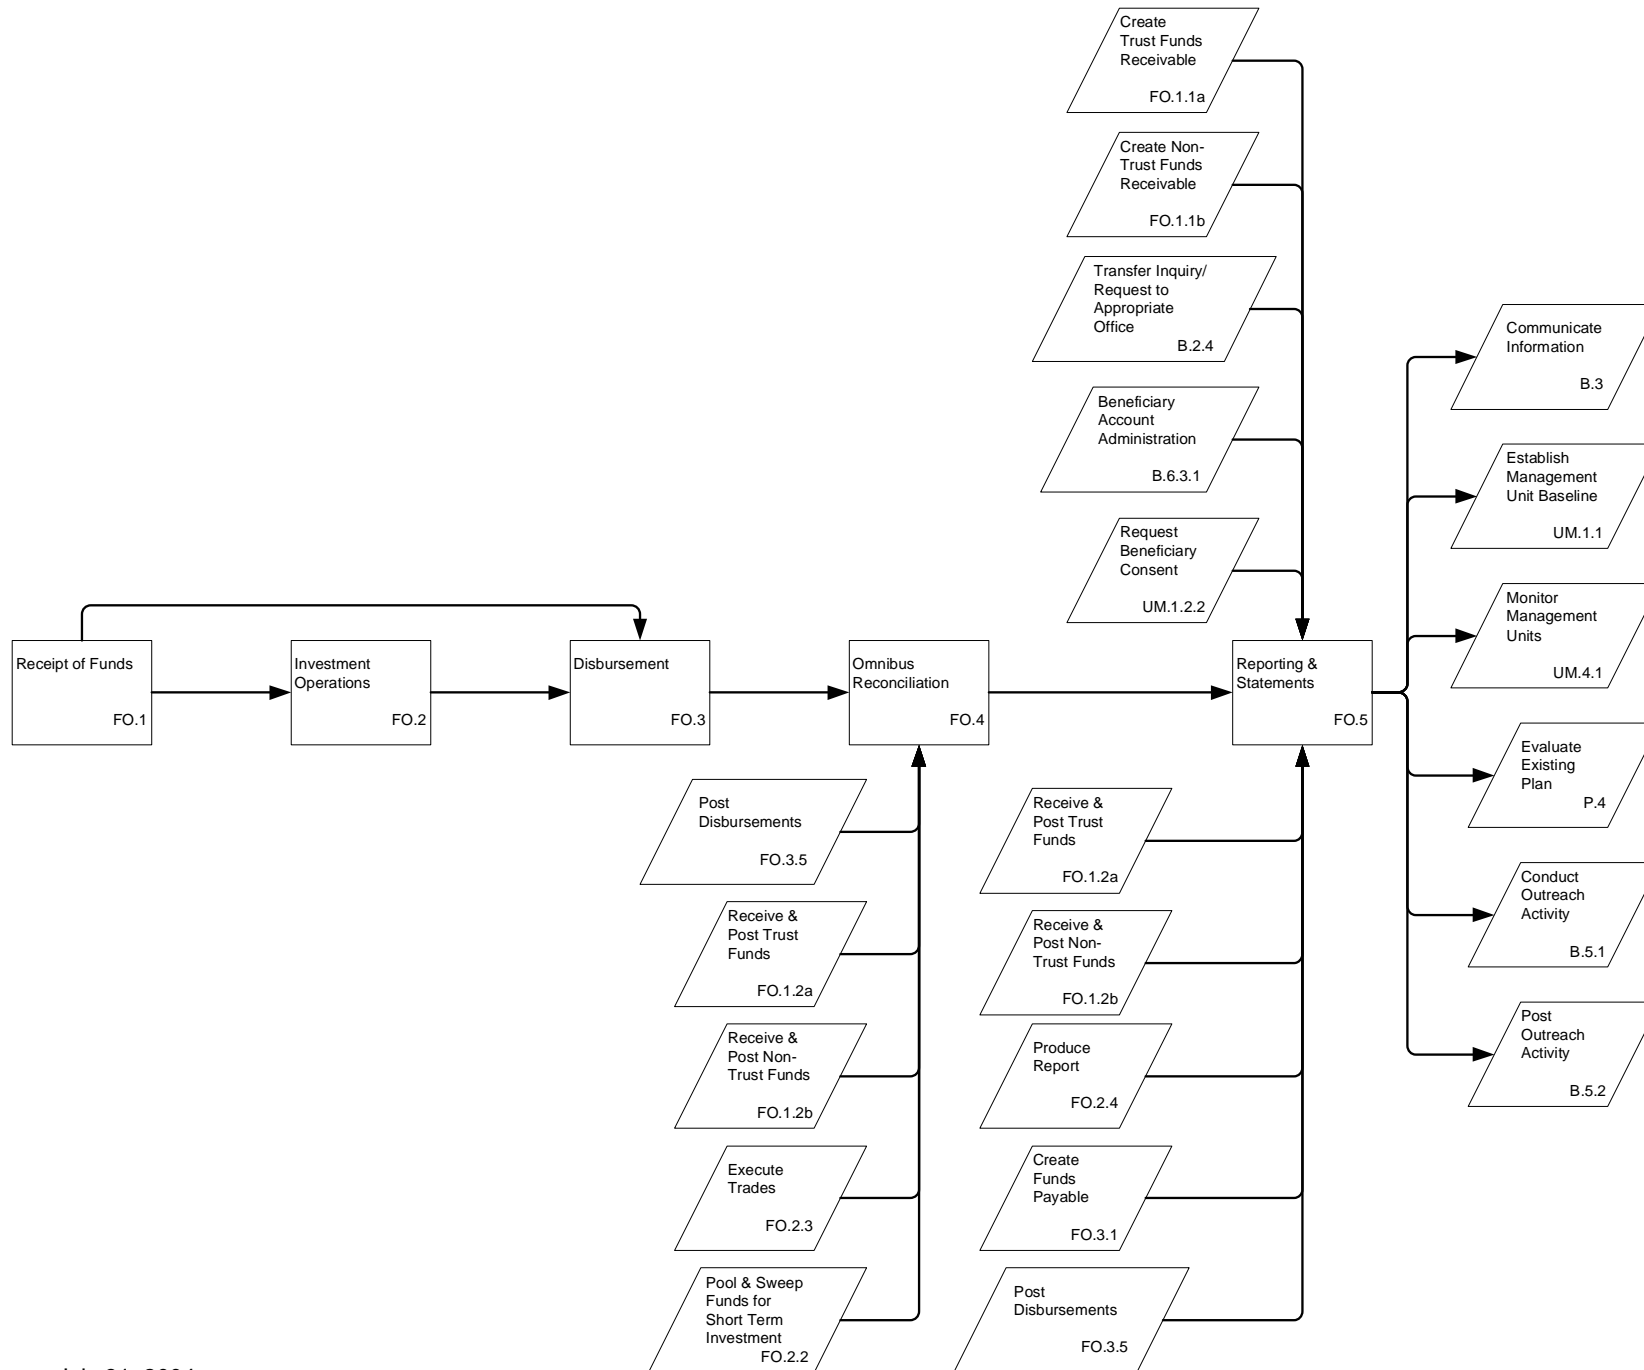 Create
Trust Funds
Receivable
FO.1.1a
Create Non-
Trust Funds
Receivable
FO.1.1b
Transfer Inquiry/
Request to
Appropriate
Office
B.2.4
Beneficiary
Account
Administration
B.6.3.1
Request
Beneficiary
Consent
UM.1.2.2
Communicate
Information
B.3
Establish
Management
Unit Baseline
UM.1.1
Monitor
Management
Units
UM.4.1
Evaluate
Existing
Plan
P.4
Conduct
Outreach
Activity
B.5.1
Post
Outreach
Activity
B.5.2
Receipt of Funds
FO.1
Investment
Operations
FO.2
Disbursement
FO.3
Omnibus
Reconciliation
FO.4
Reporting &
Statements
FO.5
Post
Disbursements
FO.3.5
Receive &
Post Trust
Funds
FO.1.2a
Receive &
Post Non-
Trust Funds
FO.1.2b
Execute
Trades
FO.2.3
Pool & Sweep
Funds for
Short Term
Investment
FO.2.2
Receive &
Post Trust
Funds
FO.1.2a
Receive &
Post Non-
Trust Funds
FO.1.2b
Produce
Report
FO.2.4
Create
Funds
Payable
FO.3.1
Post
Disbursements
FO.3.5